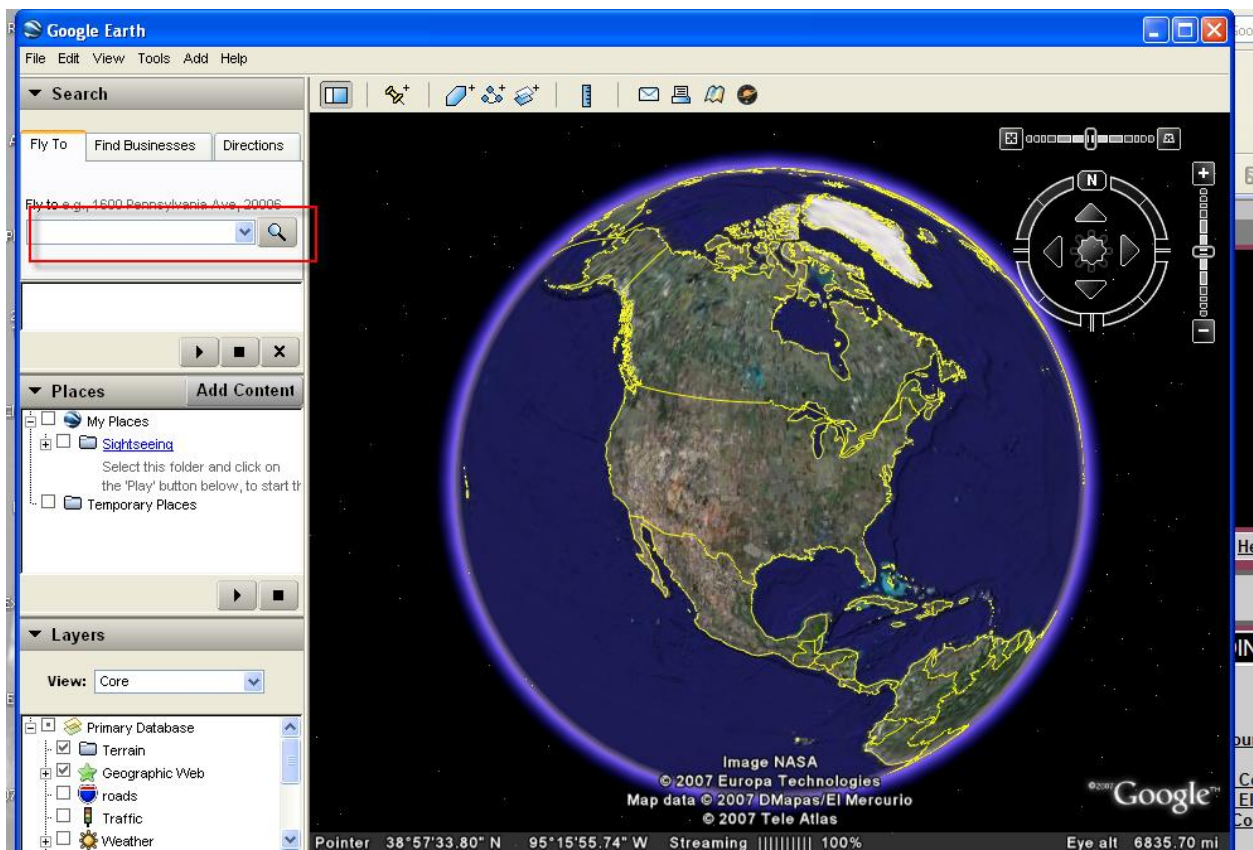 Google Earth
File Edit View Tools Add Help
Search
Fly To Find Businesses Directions
Fly to e.g., 1600 Pennsylvania Ave, 20006
Places Add Content
My Places
Sightseeing
Select this folder and click on
the 'Play' button below, to start th
Temporary Places
Layers
View: Core
Primary Database
Terrain
Geographic Web
roads
Traffic
Weather
N
Image NASA
© 2007 Europa Technologies
Map data © 2007 DMapas/El Mercurio
© 2007 Tele Atlas
©2007 Google™
Pointer 38°57'33.80" N 95°15'55.74" W Streaming |||||||||| 100% Eye alt 6835.70 mi